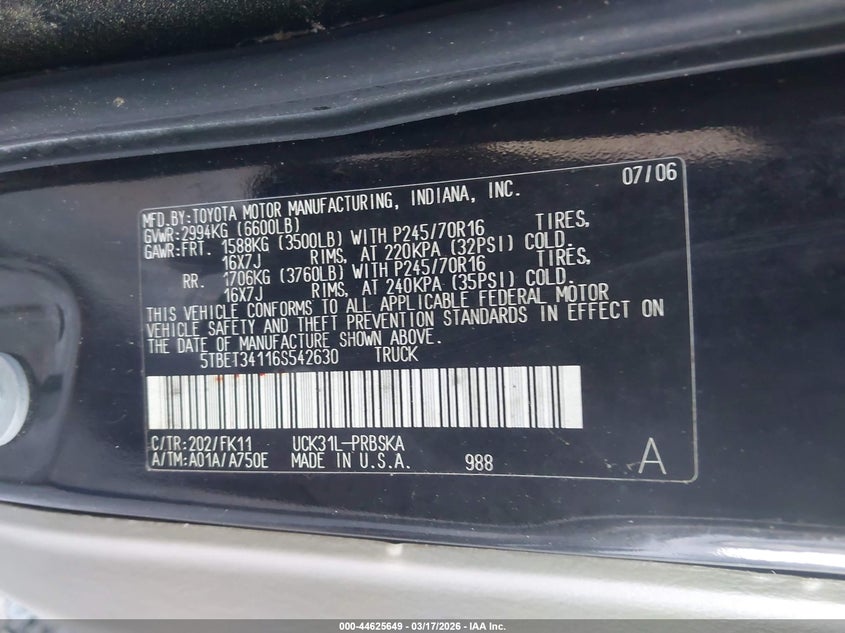 07/06
MFD.BY:TOYOTA MOTOR MANUFACTURING, INDIANA, INC.
GVWR:2994KG (6600LB)
GAWR:FRT. 1588KG (3500LB) WITH P245/70R16 TIRES,
16X7J RIMS, AT 220KPA (32PSI) COLD.
RR. 1706KG (3760LB) WITH P245/70R16 TIRES,
16X7J RIMS, AT 240KPA (35PSI) COLD.
THIS VEHICLE CONFORMS TO ALL APPLICABLE FEDERAL MOTOR
VEHICLE SAFETY AND THEFT PREVENTION STANDARDS IN EFFECT ON
THE DATE OF MANUFACTURE SHOWN ABOVE.
5TBET34116S542630 TRUCK
C/TR:202/FK11 UCK31L-PRBSKA
A/TM:A01A/A750E MADE IN U.S.A. 988 A
000-44625649 - 03/17/2026 - IAA Inc.